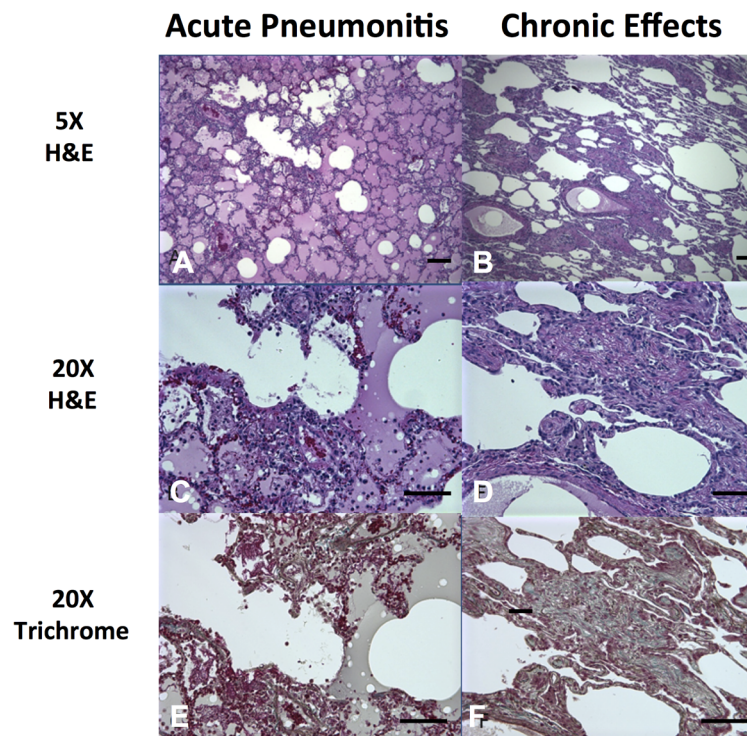 Acute Pneumonitis
Chronic Effects
5X
H&E
A
B
20X
H&E
C
D
20X
Trichrome
E
F